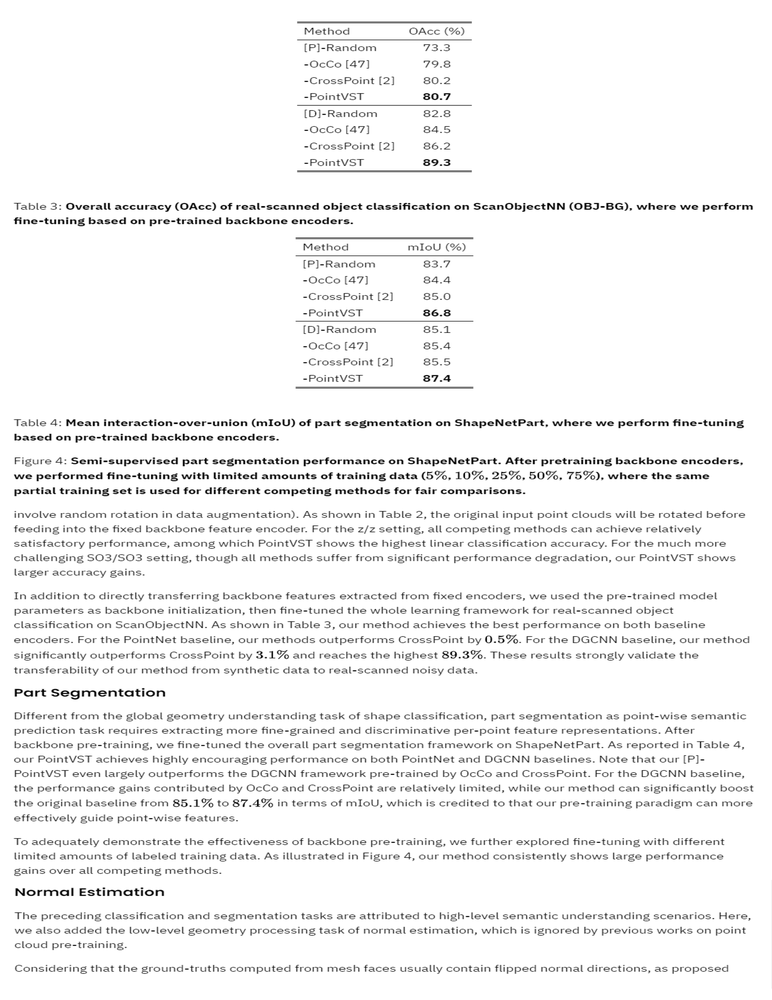 Method OAcc (%)
[P]-Random 73.3
-OcCo [47] 79.8
-CrossPoint [2] 80.2
-PointVST 80.7
[D]-Random 82.8
-OcCo [47] 84.5
-CrossPoint [2] 86.2
-PointVST 89.3
Table 3: Overall accuracy (OAcc) of real-scanned object classification on ScanObjectNN (OBJ-BG), where we perform
fine-tuning based on pre-trained backbone encoders.
Method mIoU (%)
[P]-Random 83.7
-OcCo [47] 84.4
-CrossPoint [2] 85.0
-PointVST 86.8
[D]-Random 85.1
-OcCo [47] 85.4
-CrossPoint [2] 85.5
-PointVST 87.4
Table 4: Mean interaction-over-union (mIoU) of part segmentation on ShapeNetPart, where we perform fine-tuning
based on pre-trained backbone encoders.
Figure 4: Semi-supervised part segmentation performance on ShapeNetPart. After pretraining backbone encoders,
we performed fine-tuning with limited amounts of training data (5%, 10%, 25%, 50%, 75%), where the same
partial training set is used for different competing methods for fair comparisons.
involve random rotation in data augmentation). As shown in Table 2, the original input point clouds will be rotated before
feeding into the fixed backbone feature encoder. For the z/z setting, all competing methods can achieve relatively
satisfactory performance, among which PointVST shows the highest linear classification accuracy. For the much more
challenging SO3/SO3 setting, though all methods suffer from significant performance degradation, our PointVST shows
larger accuracy gains.
In addition to directly transferring backbone features extracted from fixed encoders, we used the pre-trained model
parameters as backbone initialization, then fine-tuned the whole learning framework for real-scanned object
classification on ScanObjectNN. As shown in Table 3, our method achieves the best performance on both baseline
encoders. For the PointNet baseline, our methods outperforms CrossPoint by 0.5%. For the DGCNN baseline, our method
significantly outperforms CrossPoint by 3.1% and reaches the highest 89.3%. These results strongly validate the
transferability of our method from synthetic data to real-scanned noisy data.
Part Segmentation
Different from the global geometry understanding task of shape classification, part segmentation as point-wise semantic
prediction task requires extracting more fine-grained and discriminative per-point feature representations. After
backbone pre-training, we fine-tuned the overall part segmentation framework on ShapeNetPart. As reported in Table 4,
our PointVST achieves highly encouraging performance on both PointNet and DGCNN baselines. Note that our [P]-
PointVST even largely outperforms the DGCNN framework pre-trained by OcCo and CrossPoint. For the DGCNN baseline,
the performance gains contributed by OcCo and CrossPoint are relatively limited, while our method can significantly boost
the original baseline from 85.1% to 87.4% in terms of mIoU, which is credited to that our pre-training paradigm can more
effectively guide point-wise features.
To adequately demonstrate the effectiveness of backbone pre-training, we further explored fine-tuning with different
limited amounts of labeled training data. As illustrated in Figure 4, our method consistently shows large performance
gains over all competing methods.
Normal Estimation
The preceding classification and segmentation tasks are attributed to high-level semantic understanding scenarios. Here,
we also added the low-level geometry processing task of normal estimation, which is ignored by previous works on point
cloud pre-training.
Considering that the ground-truths computed from mesh faces usually contain flipped normal directions, as proposed